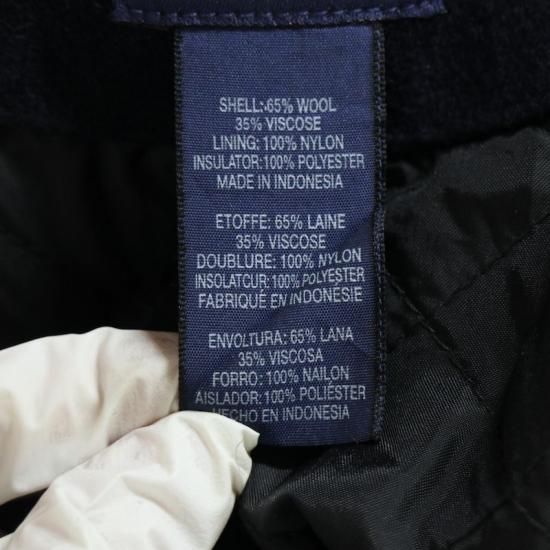 SHELL: 65% WOOL
35% VISCOSE
LINING: 100% NYLON
INSULATOR: 100% POLYESTER
MADE IN INDONESIA
ETOFFE: 65% LAINE
35% VISCOSE
DOUBLURE: 100% NYLON
INSOLATCUR: 100% POLYESTER
FABRIQUÉ EN INDONÉSIE
ENVOLTURA: 65% LANA
35% VISCOSA
FORRO: 100% NAILON
AISLADOR: 100% POLIÉSTER
HECHO EN INDONESIA